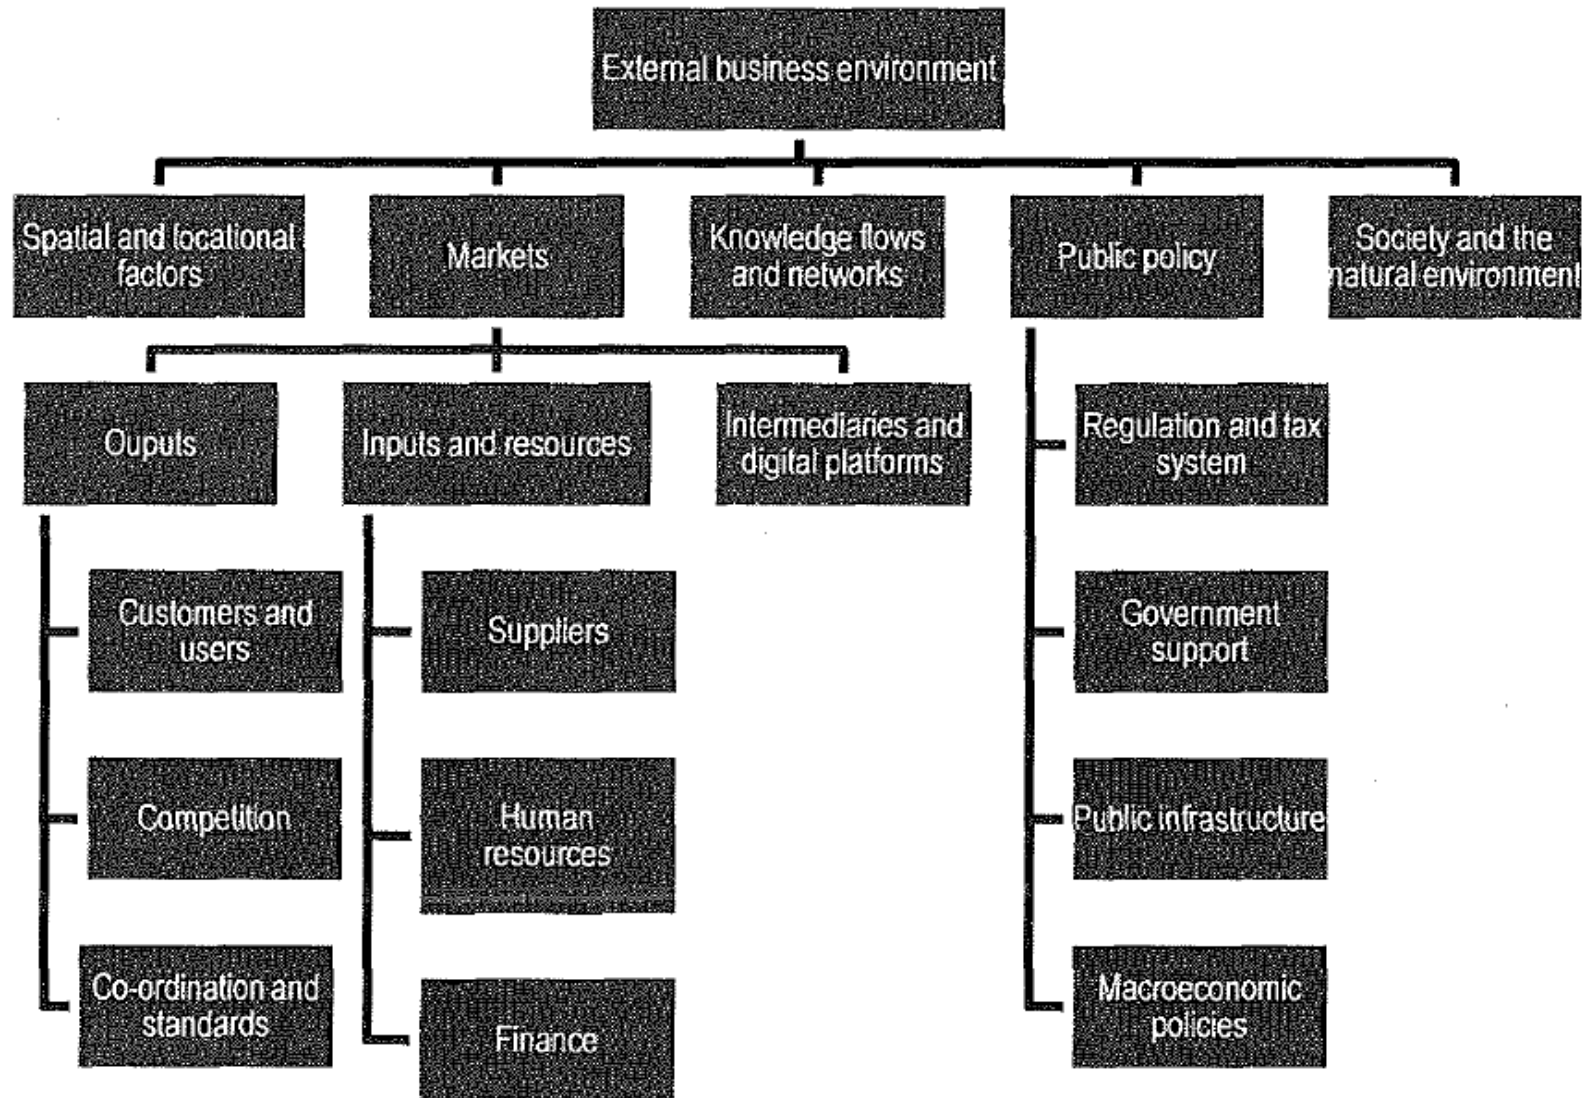 External business environment
Spatial and locational
factors
Markets
Knowledge flows
and networks
Public policy
Society and the
natural environment
Ouputs
Inputs and resources
Intermediaries and
digital platforms
Regulation and tax
system
Customers and
users
Suppliers
Government
support
Competition
Human
resources
Public infrastructure
Co-ordination and
standards
Finance
Macroeconomic
policies